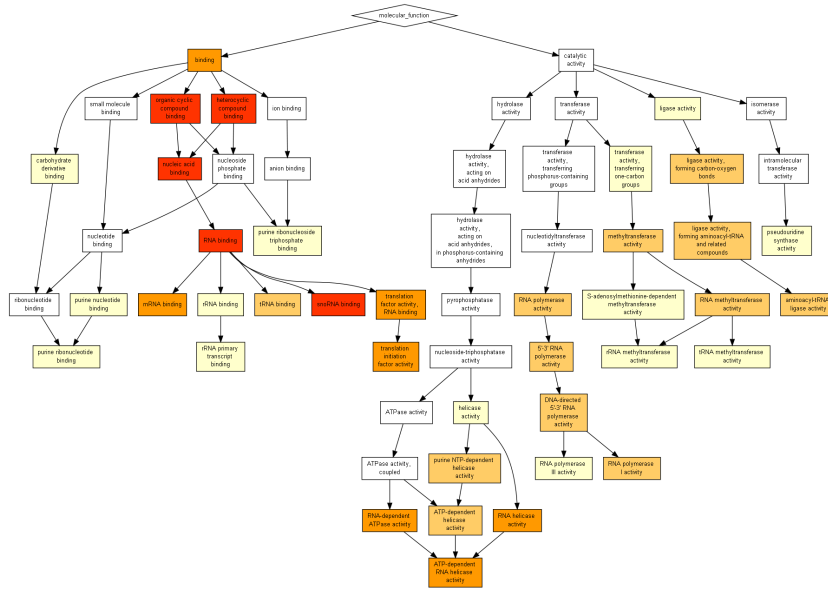 molecular_function
binding
catalytic
activity
small molecule
binding
organic cyclic
compound
binding
heterocyclic
compound
binding
ion binding
hydrolase
activity
transferase
activity
ligase activity
isomerase
activity
carbohydrate
derivative
binding
nucleic acid
binding
nucleoside
phosphate
binding
anion binding
hydrolase
activity,
acting on
acid anhydrides
transferase
activity,
transferring
phosphorus-containing
groups
transferase
activity,
transferring
one-carbon
groups
ligase activity,
forming carbon-oxygen
bonds
intramolecular
transferase
activity
nucleotide
binding
RNA binding
purine ribonucleoside
triphosphate
binding
hydrolase
activity,
acting on
acid anhydrides,
in phosphorus-containing
anhydrides
nucleotidyltransferase
activity
methyltransferase
activity
ligase activity,
forming aminoacyl-tRNA
and related
compounds
pseudouridine
synthase
activity
ribonucleotide
binding
purine nucleotide
binding
mRNA binding
rRNA binding
tRNA binding
snoRNA binding
translation
factor activity,
RNA binding
pyrophosphatase
activity
RNA polymerase
activity
S-adenosylmethionine-dependent
methyltransferase
activity
RNA methyltransferase
activity
aminoacyl-tRNA
ligase activity
purine ribonucleotide
binding
rRNA primary
transcript
binding
translation
initiation
factor activity
nucleoside-triphosphatase
activity
5'-3' RNA
polymerase
activity
rRNA methyltransferase
activity
tRNA methyltransferase
activity
ATPase activity
helicase
activity
DNA-directed
5'-3' RNA
polymerase
activity
ATPase activity,
coupled
purine NTP-dependent
helicase
activity
RNA polymerase
III activity
RNA polymerase
I activity
RNA-dependent
ATPase activity
ATP-dependent
helicase
activity
RNA helicase
activity
ATP-dependent
RNA helicase
activity